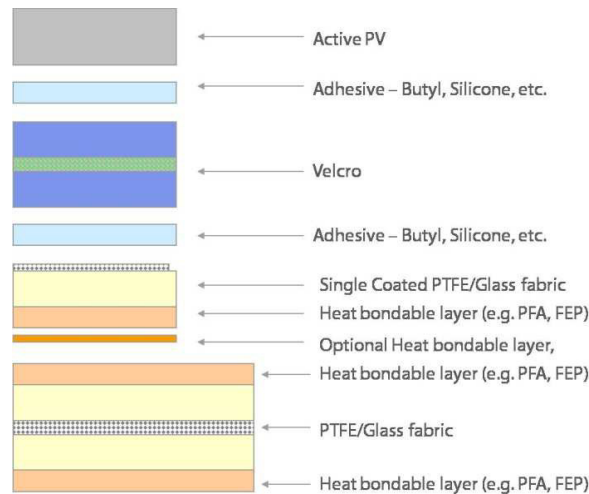 Active PV
Adhesive – Butyl, Silicone, etc.
Velcro
Adhesive – Butyl, Silicone, etc.
Single Coated PTFE/Glass fabric
Heat bondable layer (e.g. PFA, FEP)
Optional Heat bondable layer,
Heat bondable layer (e.g. PFA, FEP)
PTFE/Glass fabric
Heat bondable layer (e.g. PFA, FEP)